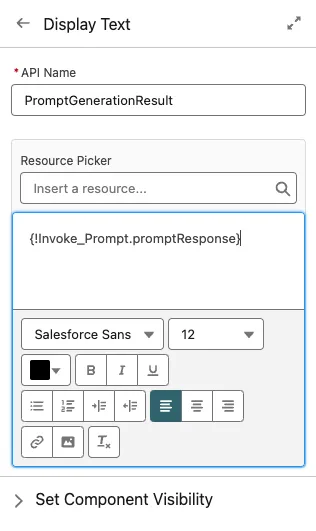 Display Text
*API Name
PromptGenerationResult
Resource Picker
Insert a resource...
{!Invoke_Prompt.promptResponse}
Salesforce Sans
12
B I U
Set Component Visibility